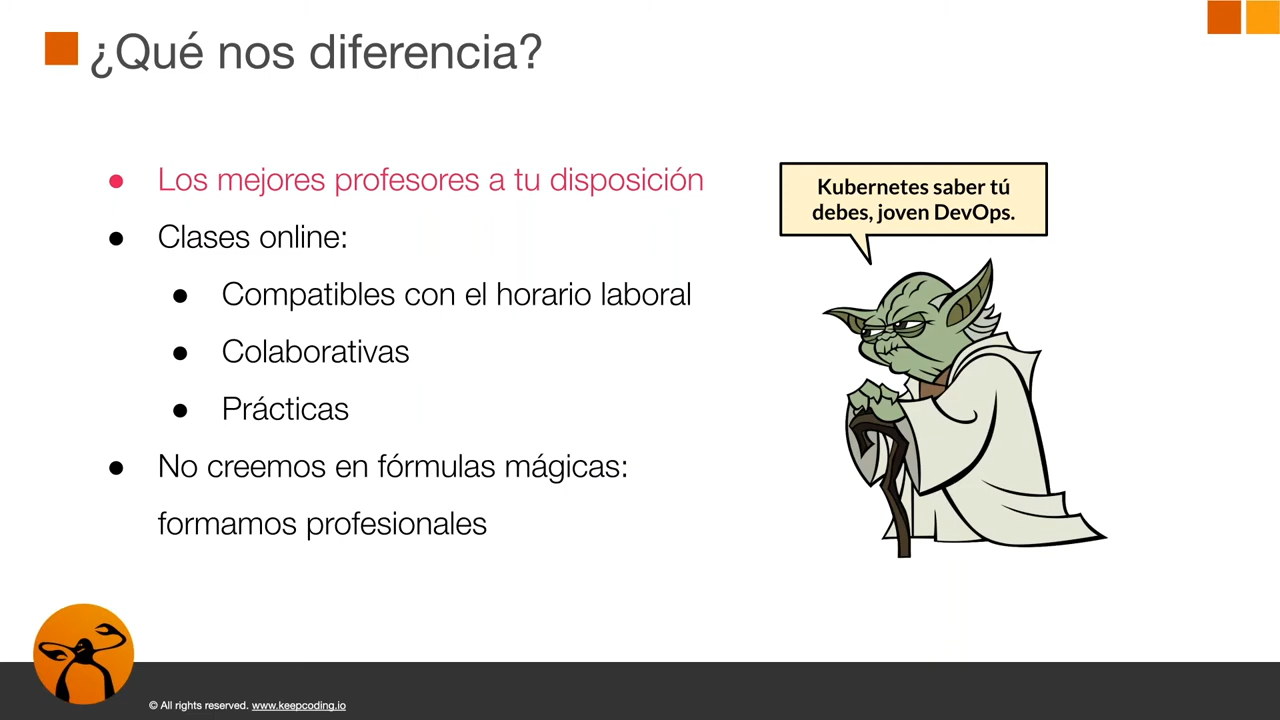 ¿Qué nos diferencia?
● Los mejores profesores a tu disposición
● Clases online:
● Compatibles con el horario laboral
● Colaborativas
● Prácticas
● No creemos en fórmulas mágicas:
formamos profesionales
Kubernetes saber tú
debes, joven DevOps.
© All rights reserved. www.keepcoding.io